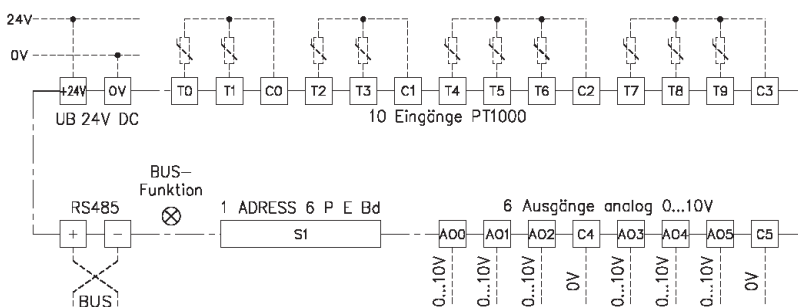 24V
0V
+24V 0V T0 T1 C0 T2 T3 C1 T4 T5 T6 C2 T7 T8 T9 C3
UB 24V DC
10 Eingänge PT1000
BUS-
Funktion
RS485
1 ADRESS 6 P E Bd
6 Ausgänge analog 0...10V
+ - S1 AO0 AO1 AO2 C4 AO3 AO4 AO5 C5
0...10V 0...10V 0...10V 0V 0...10V 0...10V 0...10V 0V
BUS